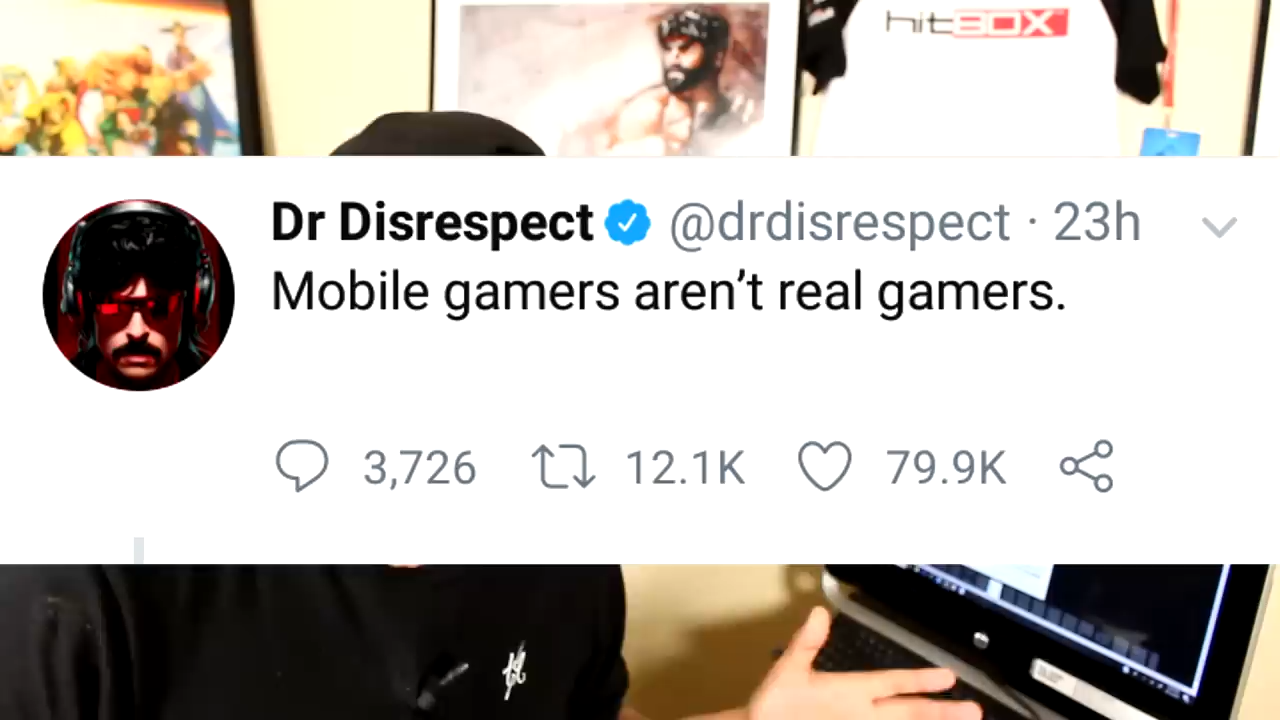 hitBOX
Dr Disrespect @drdisrespect · 23h
Mobile gamers aren’t real gamers.
3,726 12.1K 79.9K